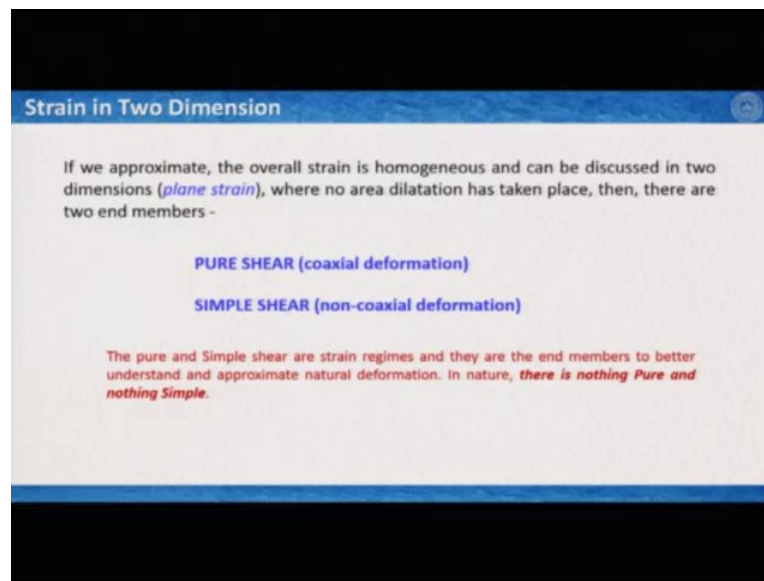 Strain in Two Dimension
If we approximate, the overall strain is homogeneous and can be discussed in two
dimensions (plane strain), where no area dilatation has taken place, then, there are
two end members -
PURE SHEAR (coaxial deformation)
SIMPLE SHEAR (non-coaxial deformation)
The pure and Simple shear are strain regimes and they are the end members to better
understand and approximate natural deformation. In nature, there is nothing Pure and
nothing Simple.